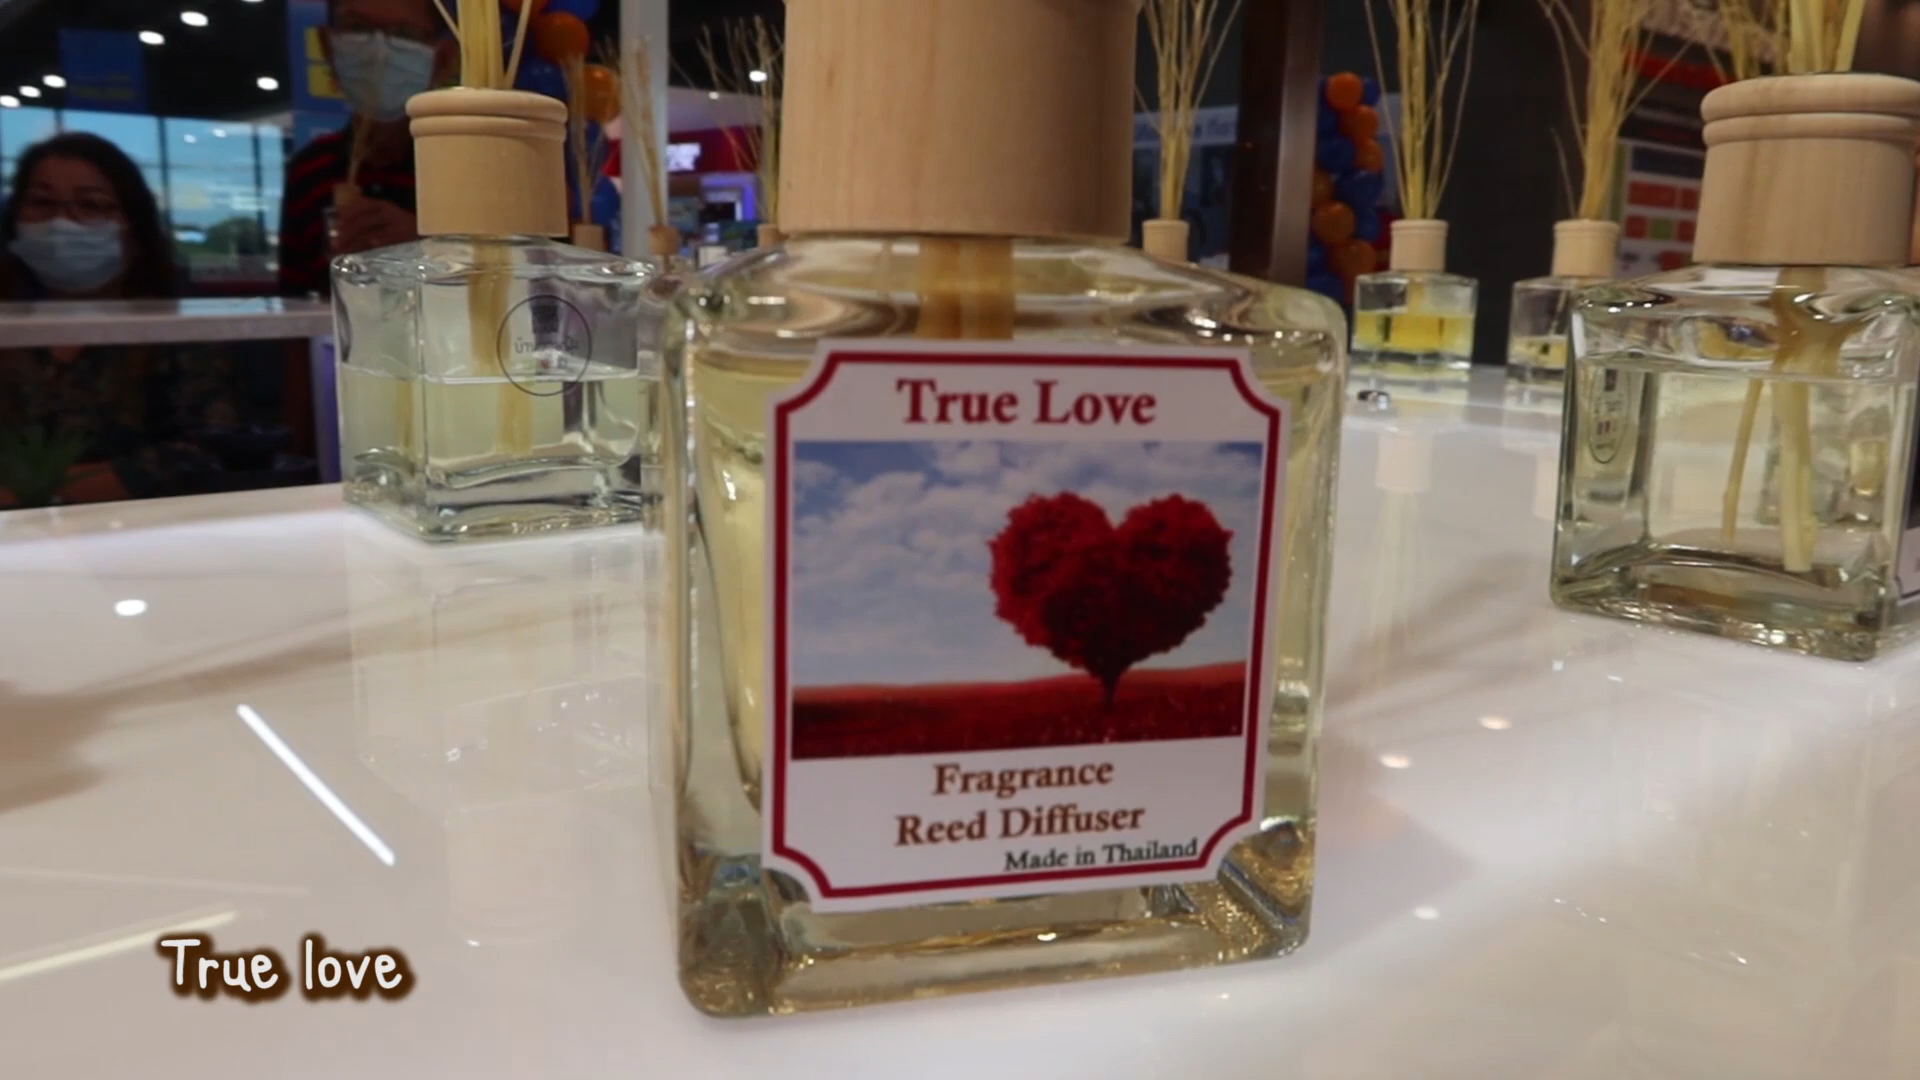 True Love
Fragrance
Reed Diffuser
Made in Thailand
True love